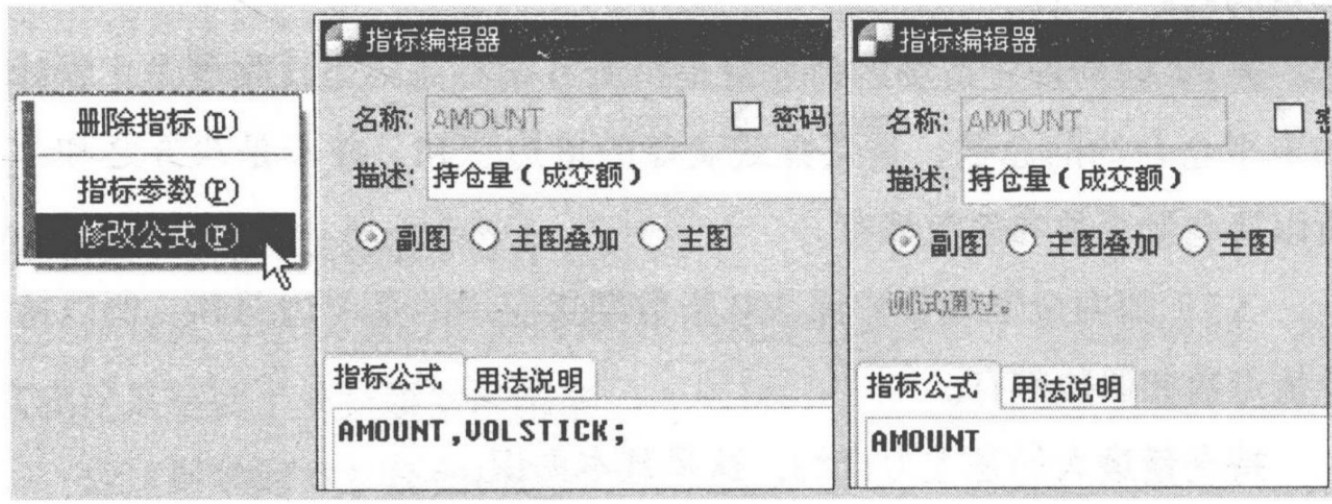 删除指标(D)
指标参数(P)
修改公式(F)
指标编辑器
名称: AMOUNT 密码:
描述: 持仓量(成交额)
副图 主图叠加 主图
指标公式 用法说明
AMOUNT,VOLSTICK;
指标编辑器
名称: AMOUNT
描述: 持仓量(成交额)
副图 主图叠加 主图
测试通过。
指标公式 用法说明
AMOUNT